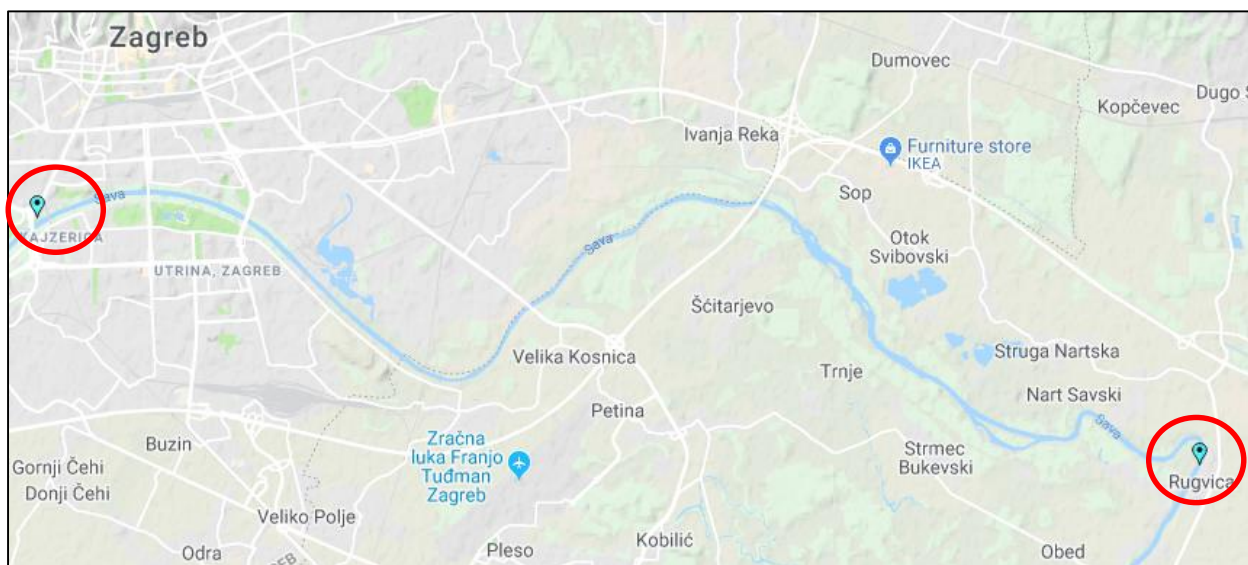 Zagreb
Dumovec
Kopčevec
Dugo S
Ivanja Reka
Furniture store
IKEA
Sop
Sava
KAJZERICA
Otok
Svibovski
Sava
UTRINA, ZAGREB
Šćitarjevo
Struga Nartska
Velika Kosnica
Trnje
Nart Savski
Petina
Sava
Buzin
Zračna
luka Franjo
Tuđman
Zagreb
Strmec
Bukevski
Gornji Čehi
Donji Čehi
Rugvica
Veliko Polje
Kobilić
Odra
Pleso
Obed